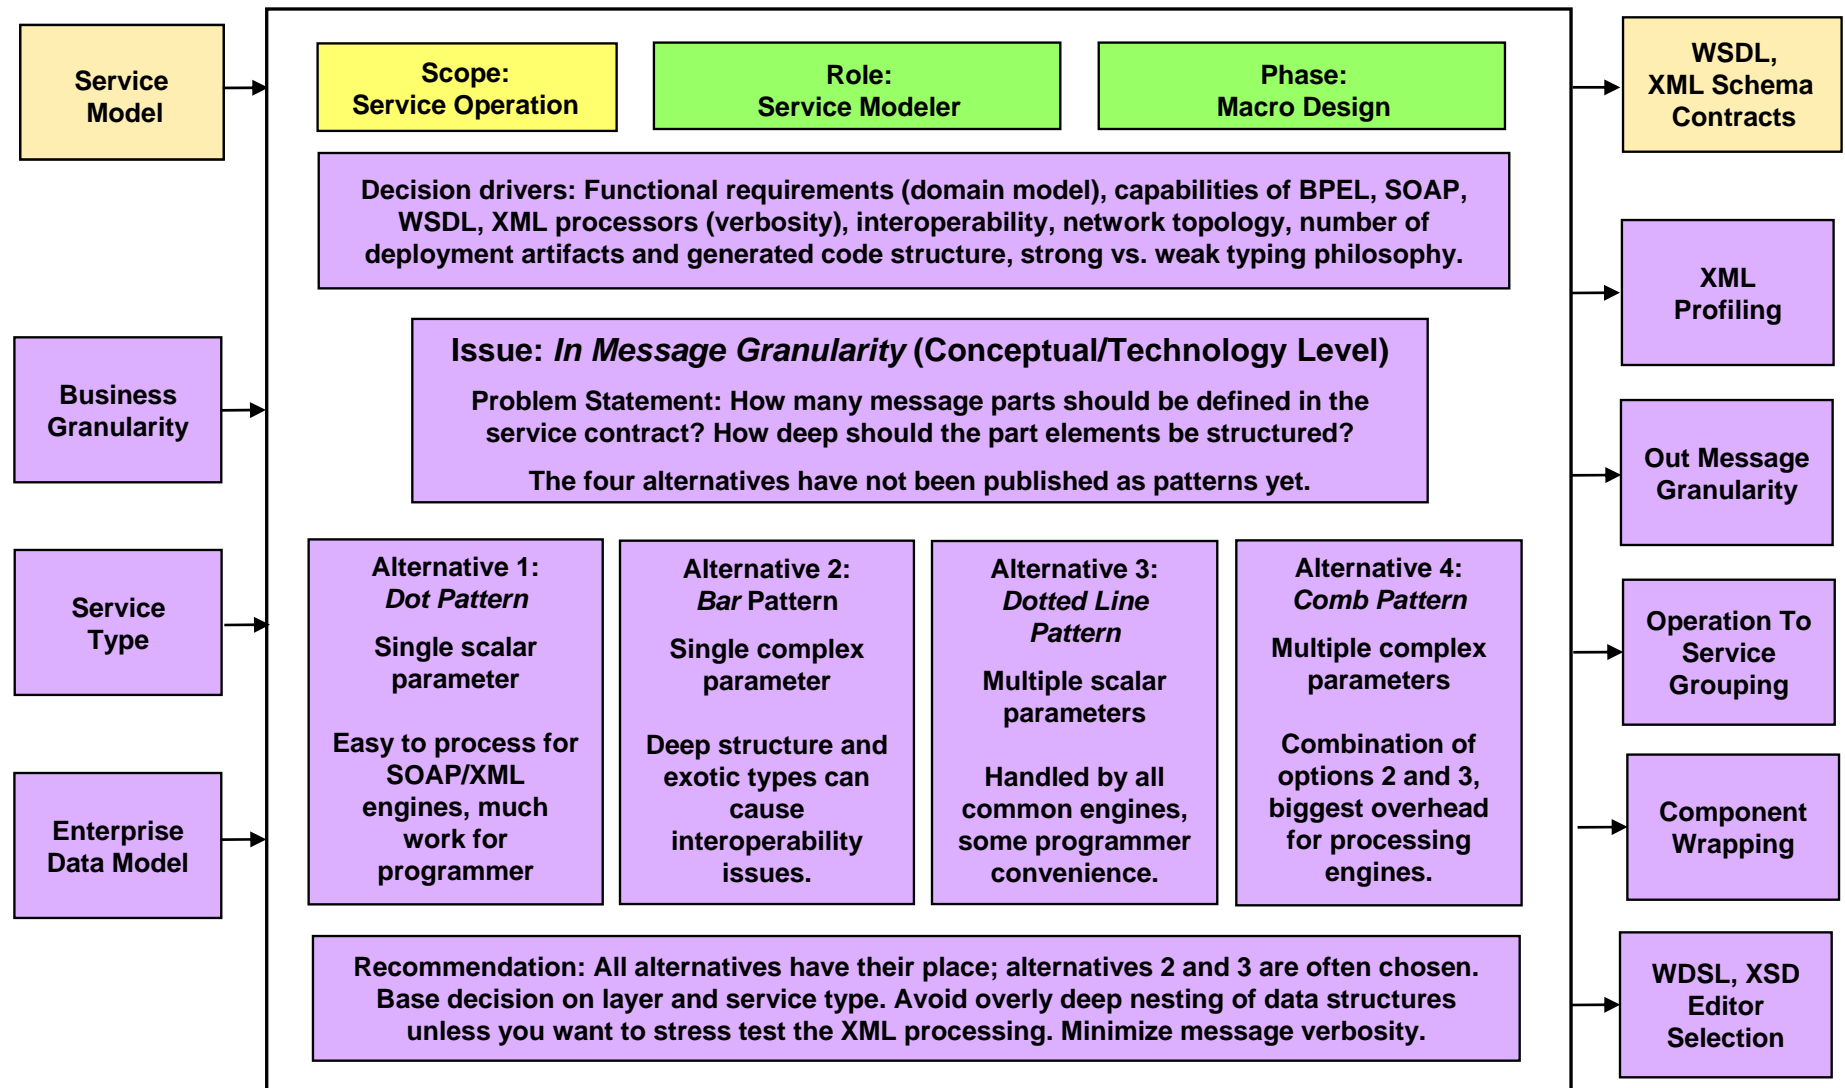 Service
Model
Business
Granularity
Service
Type
Enterprise
Data Model
Scope:
Service Operation
Role:
Service Modeler
Phase:
Macro Design
Decision drivers: Functional requirements (domain model), capabilities of BPEL, SOAP,
WSDL, XML processors (verbosity), interoperability, network topology, number of
deployment artifacts and generated code structure, strong vs. weak typing philosophy.
Issue: In Message Granularity (Conceptual/Technology Level)
Problem Statement: How many message parts should be defined in the
service contract? How deep should the part elements be structured?
The four alternatives have not been published as patterns yet.
Alternative 1:
Dot Pattern
Single scalar
parameter
Easy to process for
SOAP/XML
engines, much
work for
programmer
Alternative 2:
Bar Pattern
Single complex
parameter
Deep structure and
exotic types can
cause
interoperability
issues.
Alternative 3:
Dotted Line
Pattern
Multiple scalar
parameters
Handled by all
common engines,
some programmer
convenience.
Alternative 4:
Comb Pattern
Multiple complex
parameters
Combination of
options 2 and 3,
biggest overhead
for processing
engines.
Recommendation: All alternatives have their place; alternatives 2 and 3 are often chosen.
Base decision on layer and service type. Avoid overly deep nesting of data structures
unless you want to stress test the XML processing. Minimize message verbosity.
WSDL,
XML Schema
Contracts
XML
Profiling
Out Message
Granularity
Operation To
Service
Grouping
Component
Wrapping
WDSL, XSD
Editor
Selection